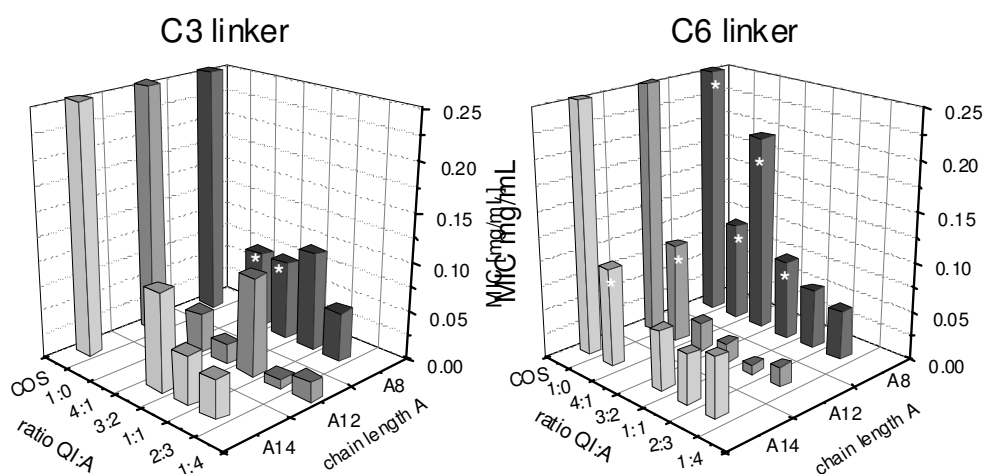 C3 linker
C6 linker
0.25
0.20
0.15
0.10
0.05
0.00
MIC [mg/ml]
MIC mg/mL
0.25
0.20
0.15
0.10
0.05
0.00
*
*
*
*
*
*
*
*
COS
1:0
4:1
3:2
1:1
2:3
1:4
ratio QI:A
A14
A12
A8
chain length A
COS
1:0
4:1
3:2
1:1
2:3
1:4
ratio QI:A
A14
A12
A8
chain length A